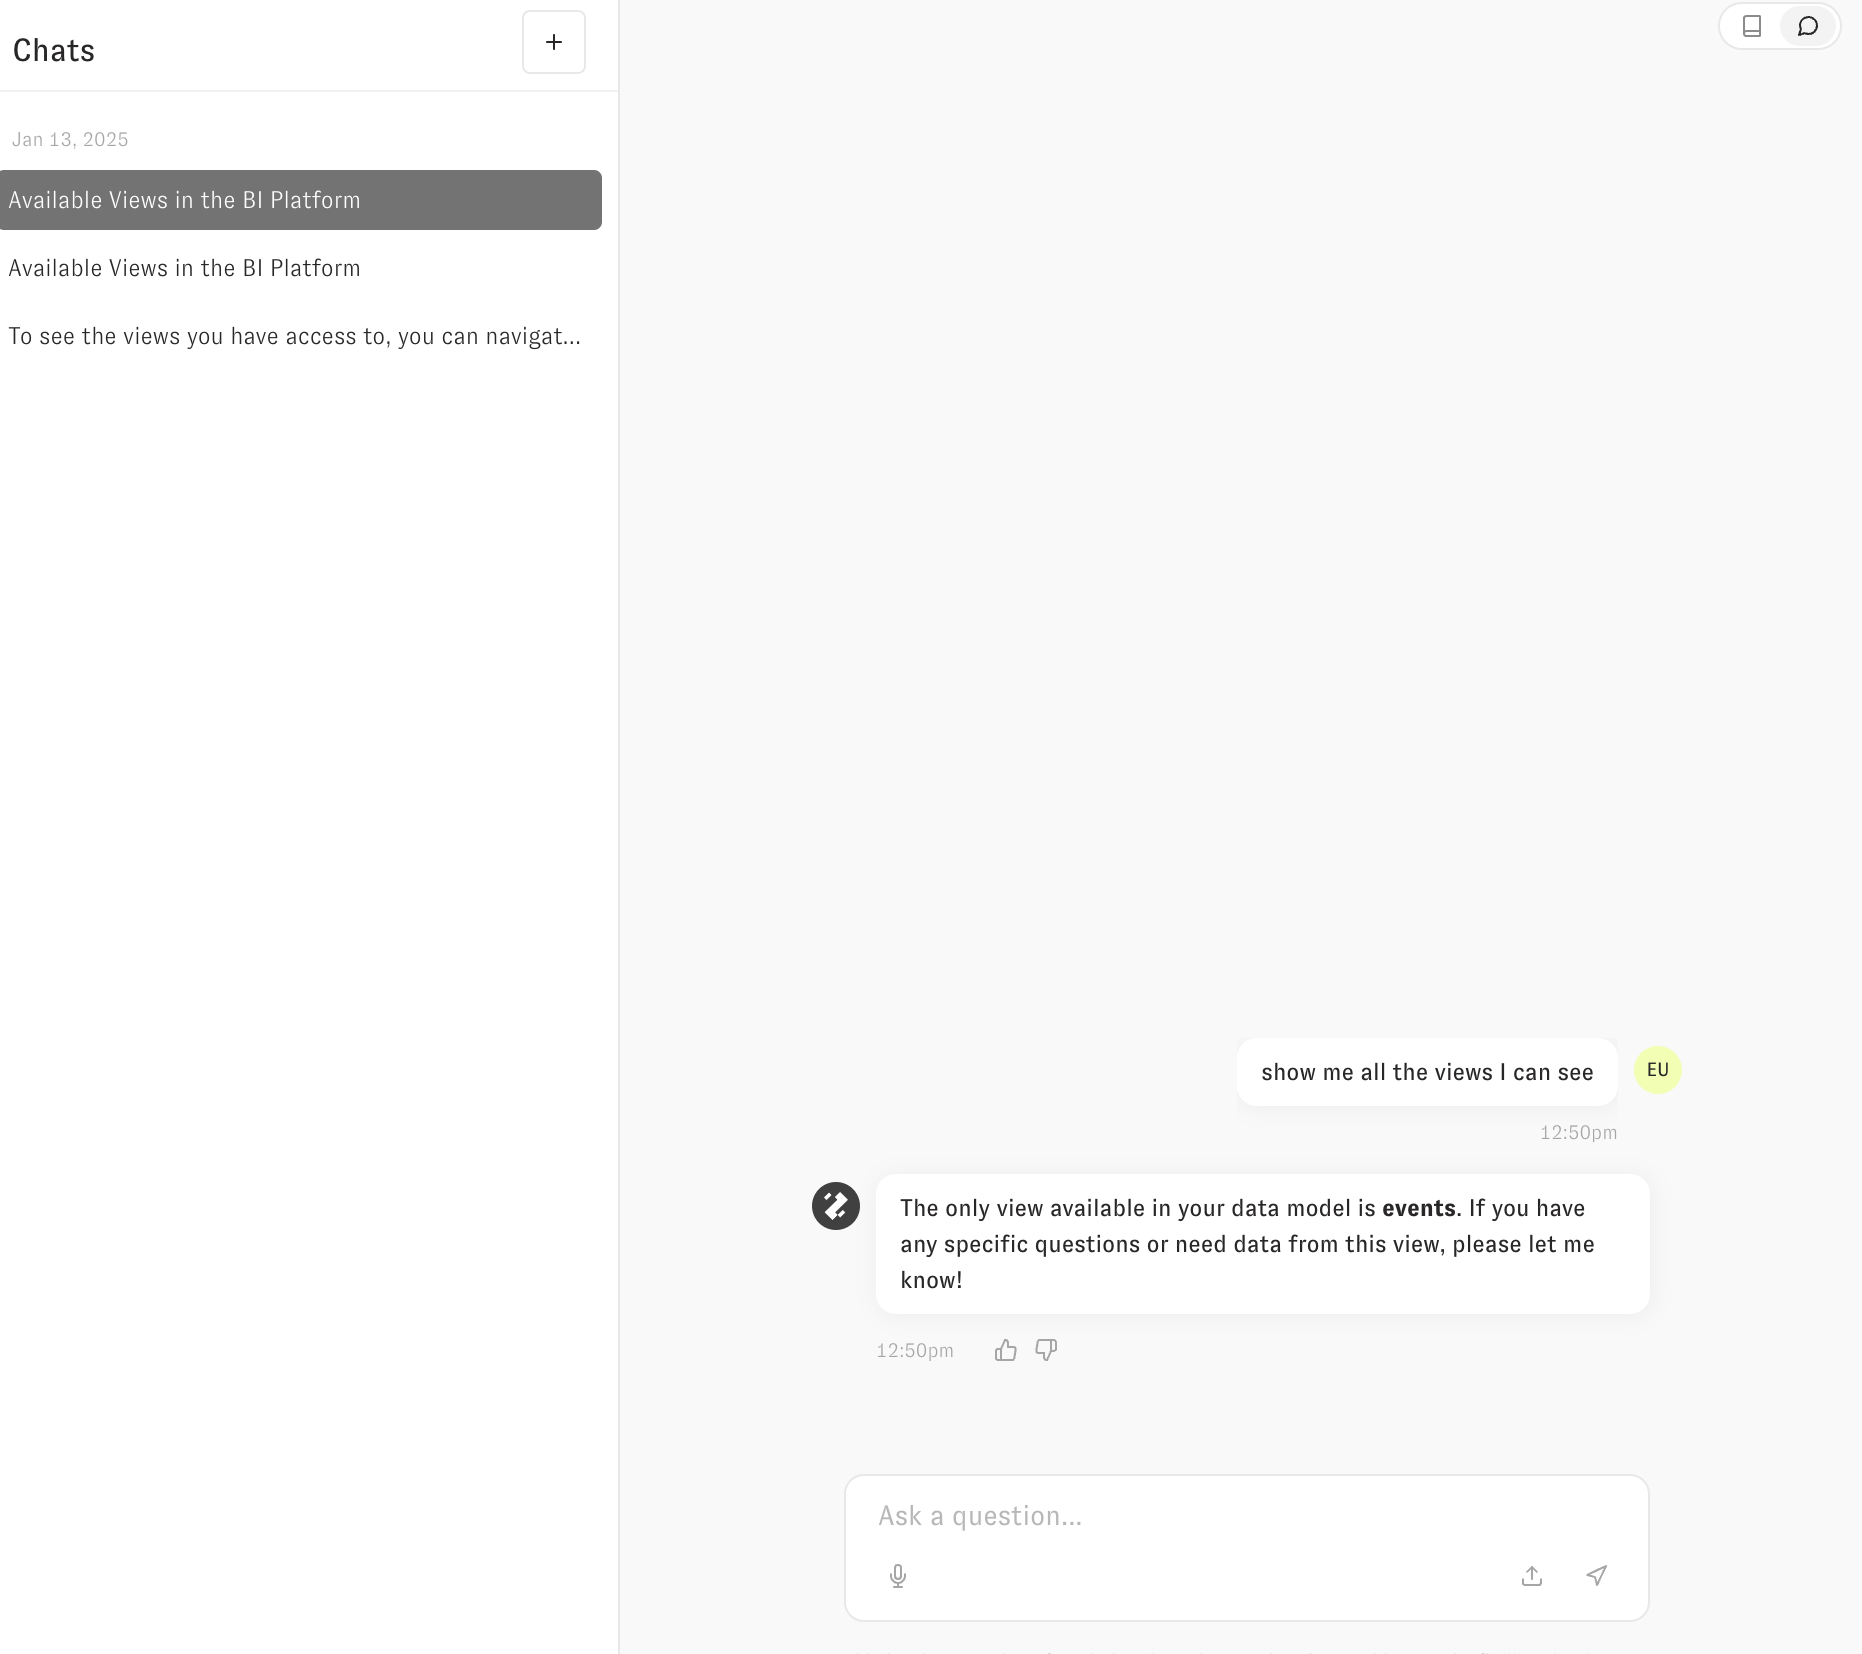 Chats
Jan 13, 2025
Available Views in the BI Platform
Available Views in the BI Platform
To see the views you have access to, you can navigat...
show me all the views I can see
EU
12:50pm
The only view available in your data model is events. If you have
any specific questions or need data from this view, please let me
know!
12:50pm
Ask a question...